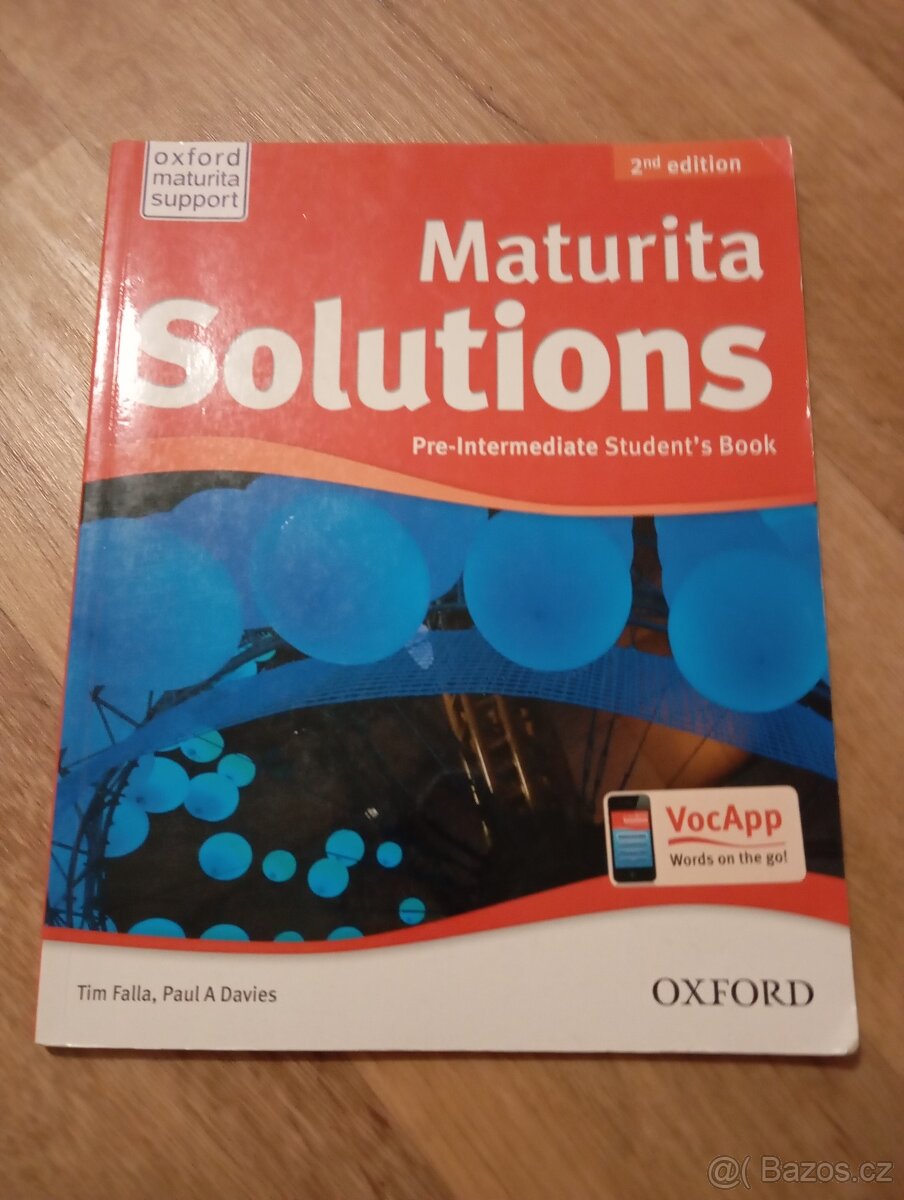 oxford
maturita
support
2nd edition
Maturita
Solutions
Pre-Intermediate Student's Book
VocApp
Words on the go!
Tim Falla, Paul A Davies
OXFORD
@( Bazos.cz